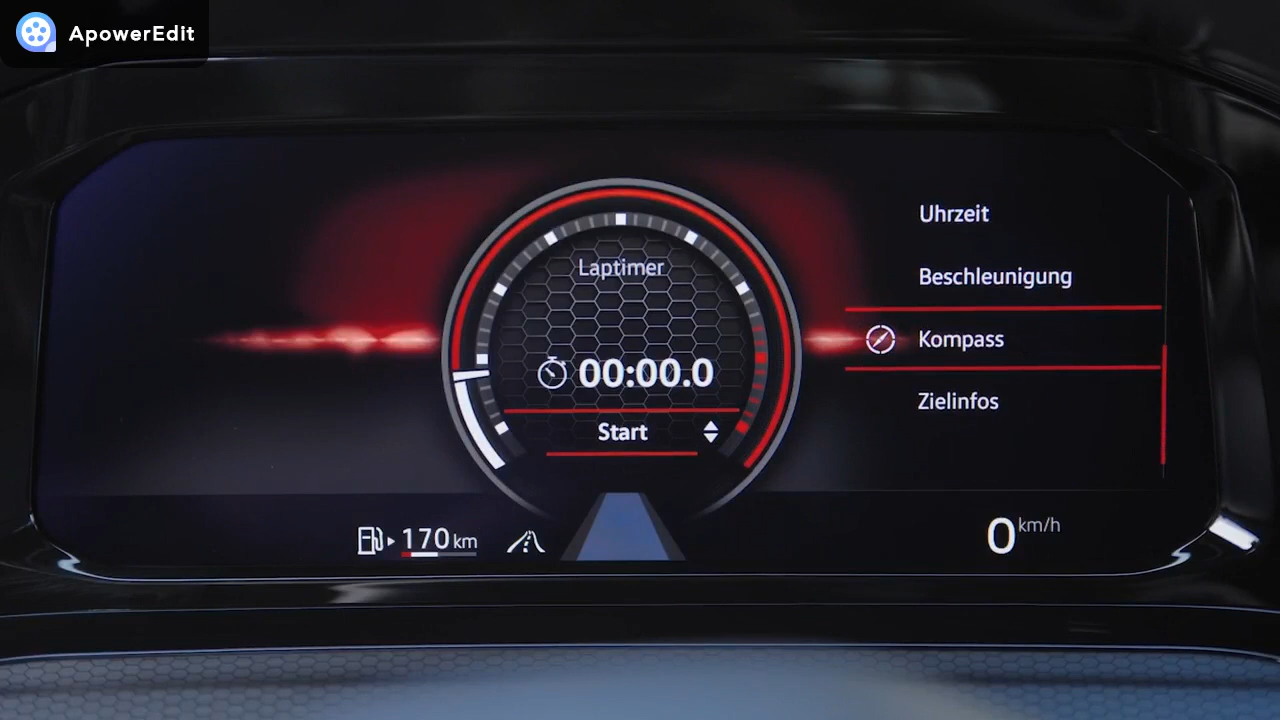 ApowerEdit
Uhrzeit
Beschleunigung
Kompass
Zielinfos
Laptimer
00:00.0
Start
170 km
0 km/h